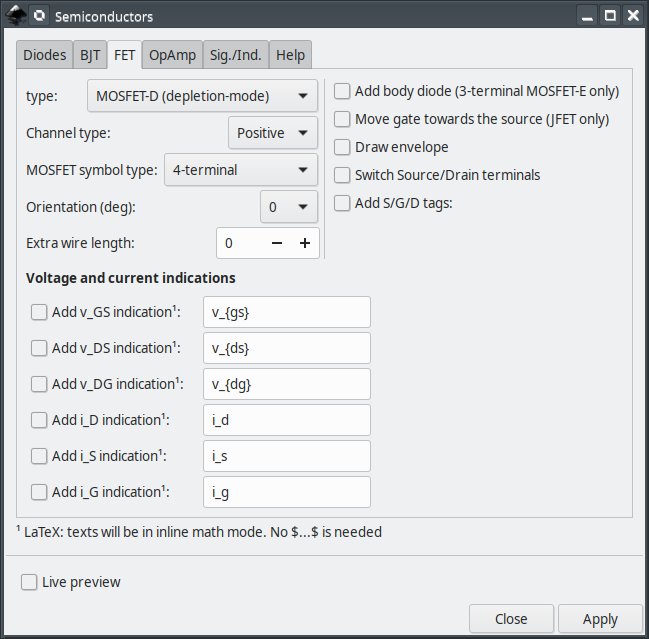 Semiconductors
Diodes BJT FET OpAmp Sig./Ind. Help
type: MOSFET-D (depletion-mode)
Channel type: Positive
MOSFET symbol type: 4-terminal
Orientation (deg): 0
Extra wire length: 0 − +
Add body diode (3-terminal MOSFET-E only)
Move gate towards the source (JFET only)
Draw envelope
Switch Source/Drain terminals
Add S/G/D tags:
Voltage and current indications
Add v_GS indication¹: v_{gs}
Add v_DS indication¹: v_{ds}
Add v_DG indication¹: v_{dg}
Add i_D indication¹: i_d
Add i_S indication¹: i_s
Add i_G indication¹: i_g
¹ LaTeX: texts will be in inline math mode. No $...$ is needed
Live preview
Close Apply